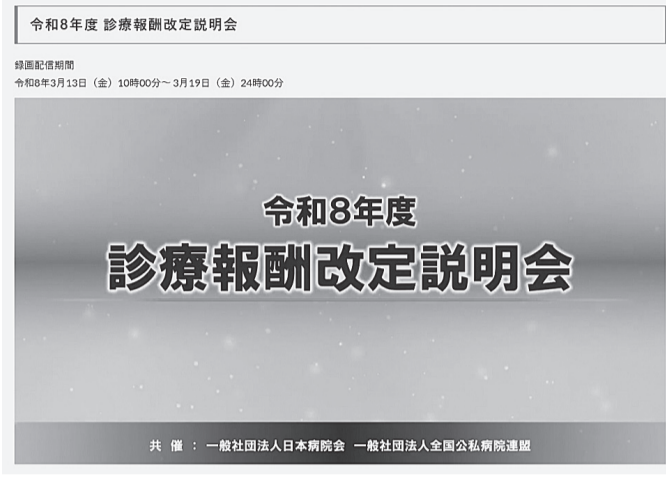 令和8年度 診療報酬改定説明会
録画配信期間
令和8年3月13日（金）10時00分～3月19日（金）24時00分
令和8年度
診療報酬改定説明会
共 催 ： 一般社団法人日本病院会 一般社団法人全国公私病院連盟